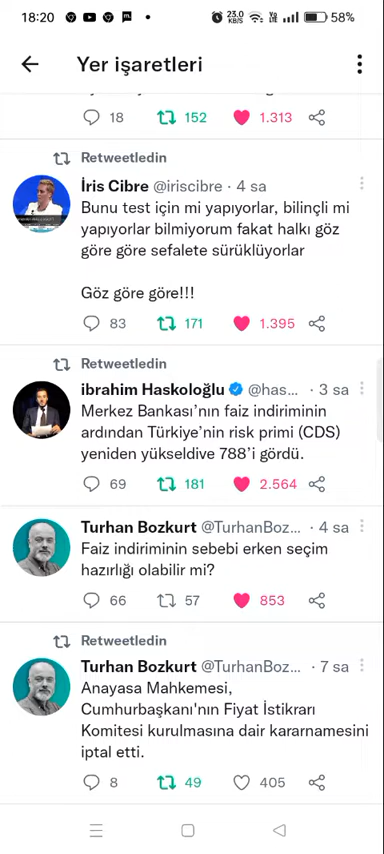 18:20
23.0 KB/S
58%
Yer işaretleri
18 152 1.313
Retweetledin
İris Cibre @iriscibre · 4 sa
Bunu test için mi yapıyorlar, bilinçli mi
yapıyorlar bilmiyorum fakat halkı göz
göre göre sefalete sürüklüyorlar
Göz göre göre!!!
83 171 1.395
Retweetledin
ibrahim Haskoloğlu @has... · 3 sa
Merkez Bankası'nın faiz indiriminin
ardından Türkiye'nin risk primi (CDS)
yeniden yükseldive 788'i gördü.
69 181 2.564
Turhan Bozkurt @TurhanBoz... · 4 sa
Faiz indiriminin sebebi erken seçim
hazırlığı olabilir mi?
66 57 853
Retweetledin
Turhan Bozkurt @TurhanBoz... · 7 sa
Anayasa Mahkemesi,
Cumhurbaşkanı'nın Fiyat İstikrarı
Komitesi kurulmasına dair kararnamesini
iptal etti.
8 49 405